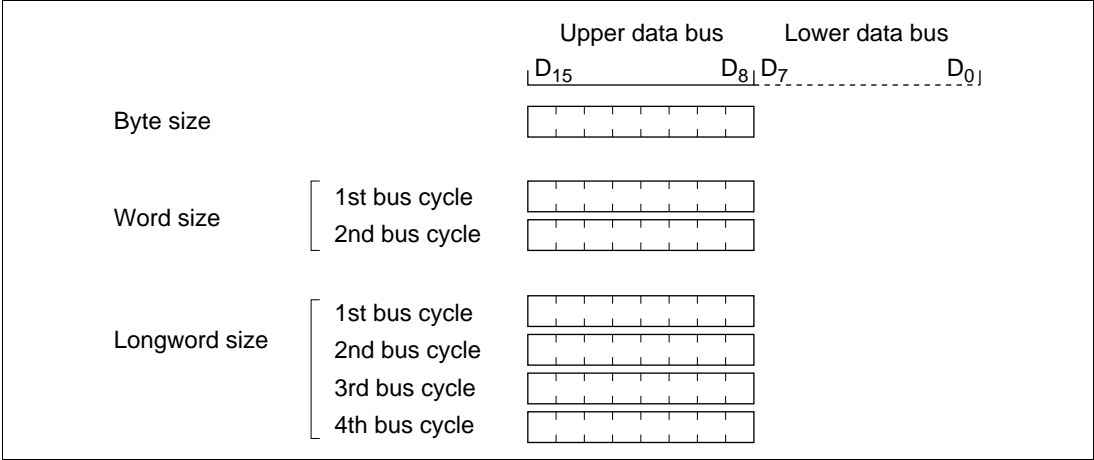 Upper data bus Lower data bus
D15 D8 D7 D0
Byte size
1st bus cycle
Word size
2nd bus cycle
1st bus cycle
Longword size
2nd bus cycle
3rd bus cycle
4th bus cycle